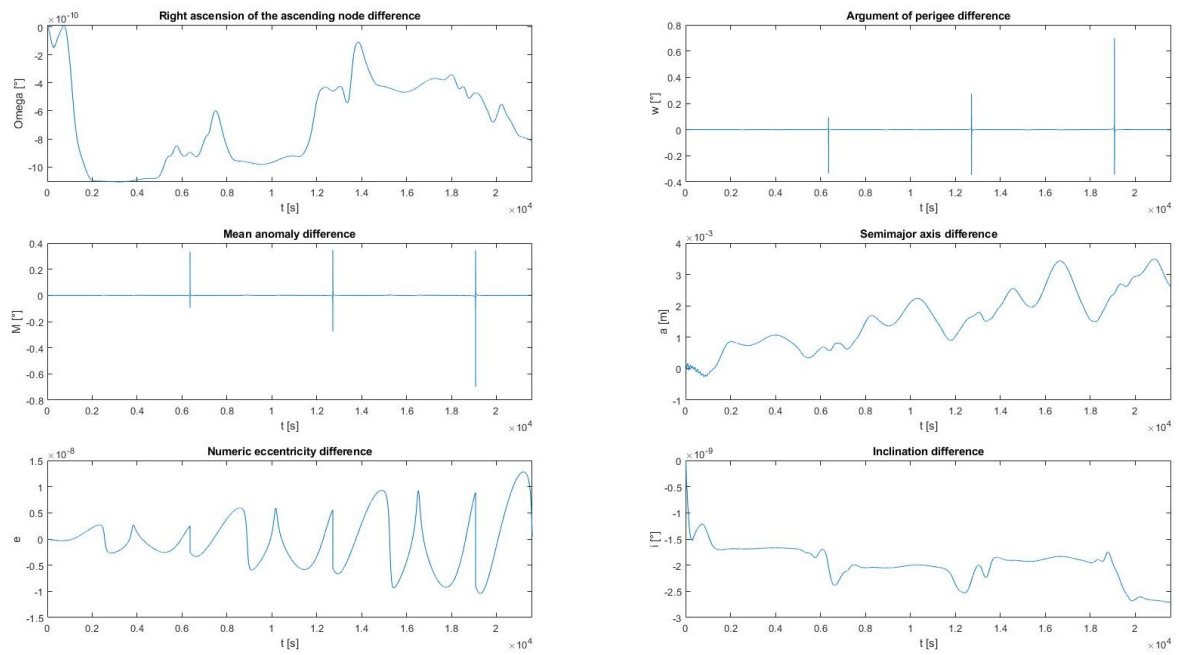 Right ascension of the ascending node difference
×10⁻¹⁰
0
-2
-4
-6
-8
-10
Omega [°]
0 0.2 0.4 0.6 0.8 1 1.2 1.4 1.6 1.8 2
t [s]
×10⁴
Argument of perigee difference
0.8
0.6
0.4
0.2
0
-0.2
-0.4
w [°]
0 0.2 0.4 0.6 0.8 1 1.2 1.4 1.6 1.8 2
t [s]
×10⁴
Mean anomaly difference
0.4
0.2
0
-0.2
-0.4
-0.6
-0.8
M [°]
0 0.2 0.4 0.6 0.8 1 1.2 1.4 1.6 1.8 2
t [s]
×10⁴
Semimajor axis difference
×10⁻³
4
3
2
1
0
-1
a [m]
0 0.2 0.4 0.6 0.8 1 1.2 1.4 1.6 1.8 2
t [s]
×10⁴
Numeric eccentricity difference
×10⁻⁸
1.5
1
0.5
0
-0.5
-1
-1.5
e
0 0.2 0.4 0.6 0.8 1 1.2 1.4 1.6 1.8 2
t [s]
×10⁴
Inclination difference
×10⁻⁹
0
-0.5
-1
-1.5
-2
-2.5
-3
i [°]
0 0.2 0.4 0.6 0.8 1 1.2 1.4 1.6 1.8 2
t [s]
×10⁴